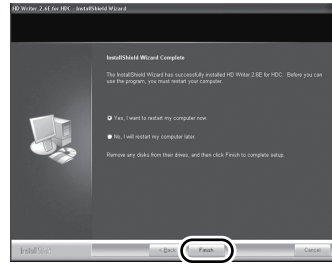 HD Writer 2.6E for HDC - InstallShield Wizard
InstallShield Wizard Complete
The InstallShield Wizard has successfully installed HD Writer 2.6E for HDC. Before you can
use the program, you must restart your computer.
Yes, I want to restart my computer now.
No, I will restart my computer later.
Remove any disks from their drives, and then click Finish to complete setup.
InstallShield
< Back
Finish
Cancel